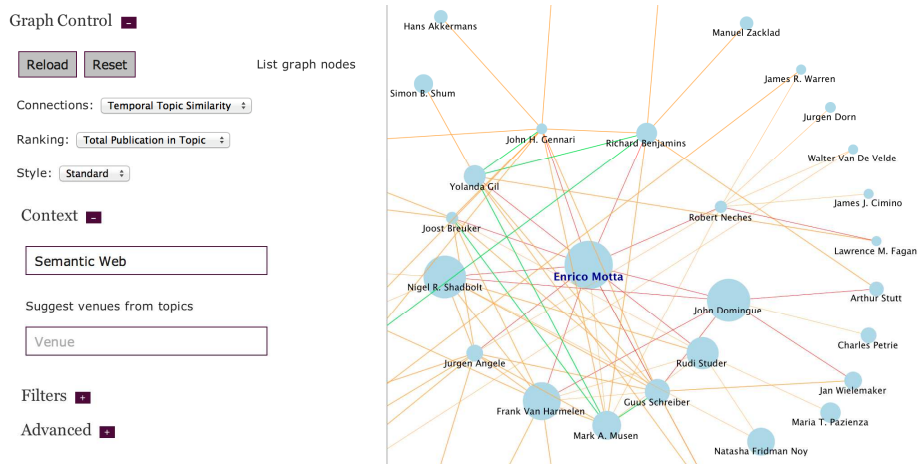 Graph Control -
Reload Reset List graph nodes
Connections: Temporal Topic Similarity
Ranking: Total Publication in Topic
Style: Standard
Context -
Semantic Web
Suggest venues from topics
Venue
Filters +
Advanced +
Hans Akkermans
Manuel Zacklad
James R. Warren
Simon B. Shum
Jurgen Dorn
John H. Gennari
Richard Benjamins
Walter Van De Velde
Yolanda Gil
James J. Cimino
Robert Neches
Joost Breuker
Lawrence M. Fagan
Enrico Motta
Nigel R. Shadbolt
Arthur Stutt
John Domingue
Charles Petrie
Jurgen Angele
Rudi Studer
Jan Wielemaker
Guus Schreiber
Frank Van Harmelen
Maria T. Pazienza
Mark A. Musen
Natasha Fridman Noy